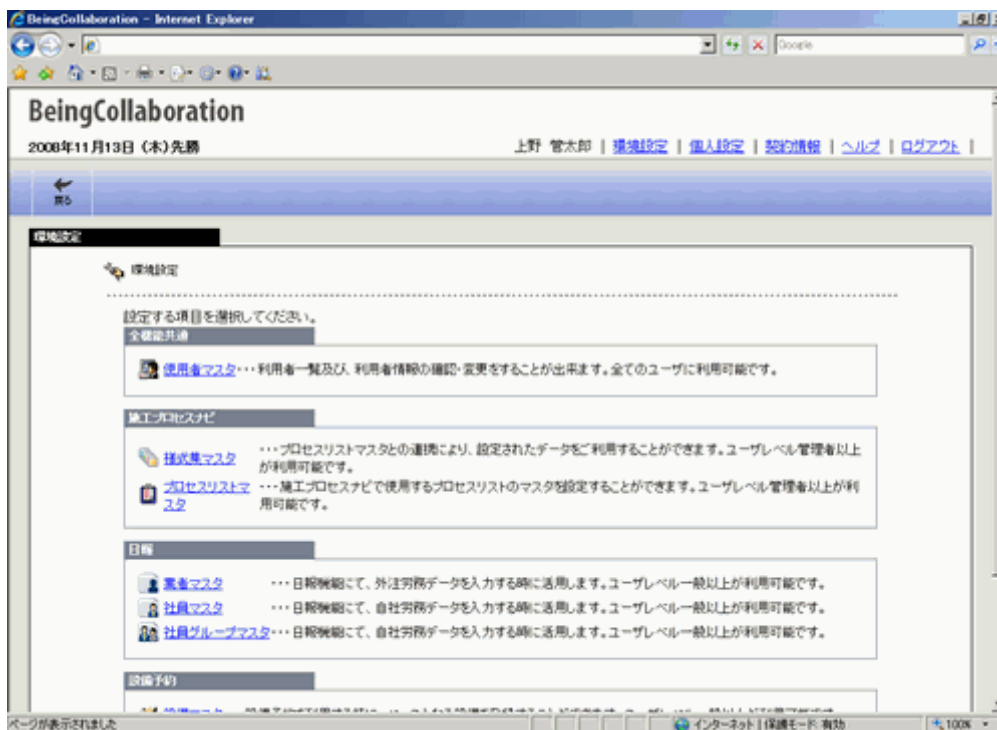 BeingCollaboration - Internet Explorer
Google
BeingCollaboration
2008年11月13日 (木)先勝
上野 管太郎 | 環境設定 | 個人設定 | 契約情報 | ヘルプ | ログアウト |
戻る
環境設定
環境設定
設定する項目を選択してください。
全機能共通
使用者マスタ・・・利用者一覧及び、利用者情報の確認・変更をすることが出来ます。全てのユーザに利用可能です。
施工プロセスナビ
様式集マスタ ・・・プロセスリストマスタとの連携により、設定されたデータをご利用することができます。ユーザレベル管理者以上
が利用可能です。
プロセスリストマ ・・・施工プロセスナビで使用するプロセスリストのマスタを設定することができます。ユーザレベル管理者以上が利
スタ 用可能です。
日報
業者マスタ ・・・日報機能にて、外注労務データを入力する時に活用します。ユーザレベル一般以上が利用可能です。
社員マスタ ・・・日報機能にて、自社労務データを入力する時に活用します。ユーザレベル一般以上が利用可能です。
社員グループマスタ・・・日報機能にて、自社労務データを入力する時に活用します。ユーザレベル一般以上が利用可能です。
設備予約
ページが表示されました
インターネット | 保護モード: 有効
100%